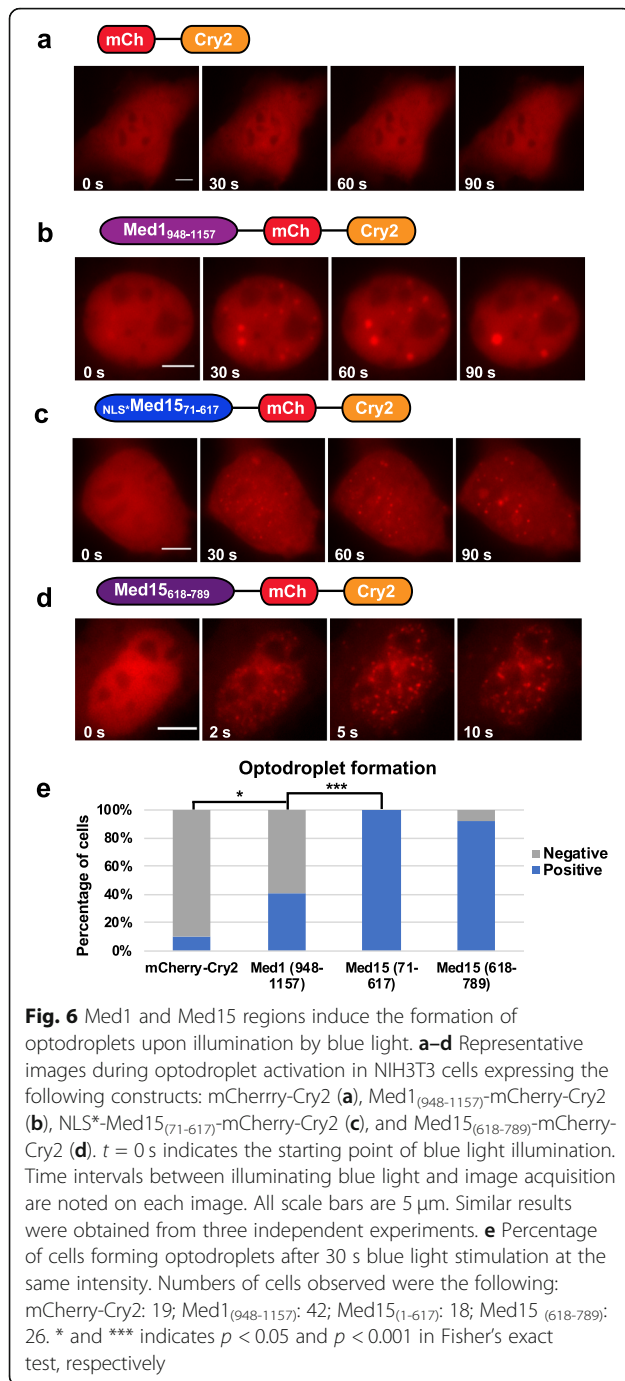 a
mCh Cry2
0 s 30 s 60 s 90 s
b
Med1948-1157 mCh Cry2
0 s 30 s 60 s 90 s
c
NLS*Med1571-617 mCh Cry2
0 s 30 s 60 s 90 s
d
Med15618-789 mCh Cry2
0 s 2 s 5 s 10 s
e
Optodroplet formation
* ***
Percentage of cells
100%
80%
60%
40%
20%
0%
Negative
Positive
mCherry-Cry2 Med1 (948-1157) Med15 (71-617) Med15 (618-789)
Fig. 6 Med1 and Med15 regions induce the formation of
optodroplets upon illumination by blue light. a–d Representative
images during optodroplet activation in NIH3T3 cells expressing the
following constructs: mCherrry-Cry2 (a), Med1(948-1157)-mCherry-Cry2
(b), NLS*-Med15(71-617)-mCherry-Cry2 (c), and Med15(618-789)-mCherry-
Cry2 (d). t = 0 s indicates the starting point of blue light illumination.
Time intervals between illuminating blue light and image acquisition
are noted on each image. All scale bars are 5 μm. Similar results
were obtained from three independent experiments. e Percentage
of cells forming optodroplets after 30 s blue light stimulation at the
same intensity. Numbers of cells observed were the following:
mCherry-Cry2: 19; Med1(948-1157): 42; Med15(1-617): 18; Med15 (618-789):
26. * and *** indicates p < 0.05 and p < 0.001 in Fisher's exact
test, respectively